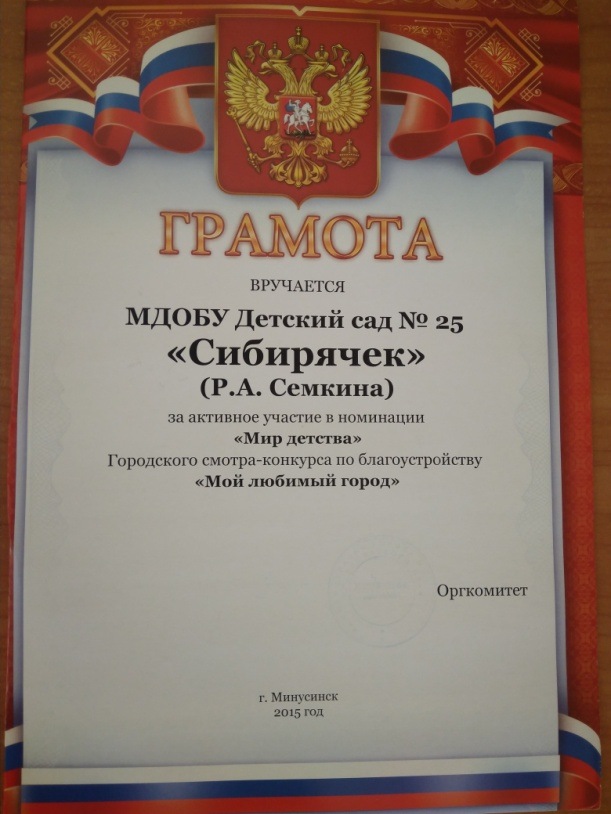 ГРАМОТА
ВРУЧАЕТСЯ
МДОБУ Детский сад № 25
«Сибирячек»
(Р.А. Семкина)
за активное участие в номинации
«Мир детства»
Городского смотра-конкурса по благоустройству
«Мой любимый город»
Оргкомитет
г. Минусинск
2015 год